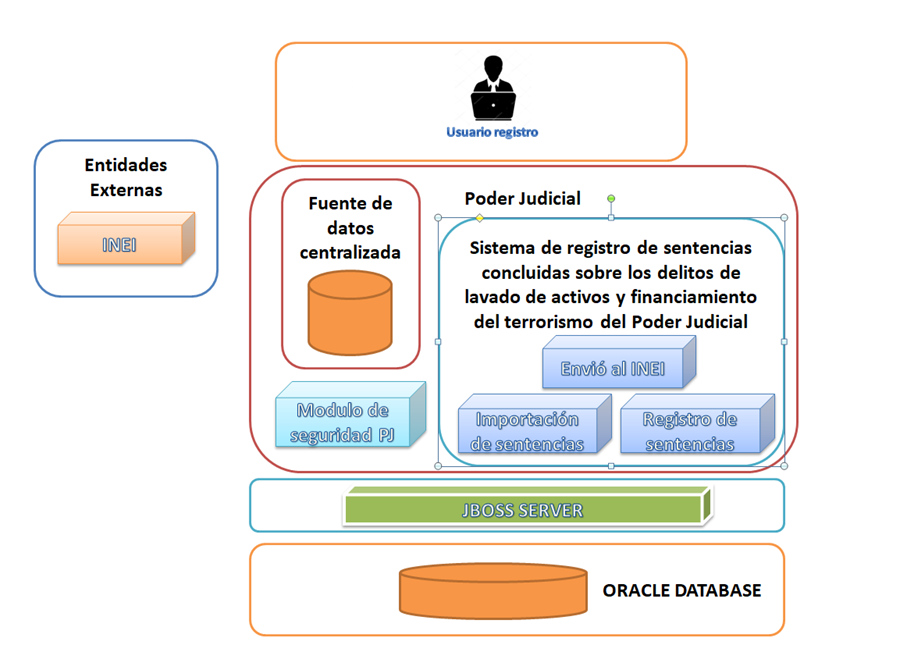 Usuario registro
Entidades
Externas
INEI
Fuente de
datos
centralizada
Poder Judicial
Sistema de registro de sentencias
concluidas sobre los delitos de
lavado de activos y financiamiento
del terrorismo del Poder Judicial
Envió al INEI
Modulo de
seguridad PJ
Importación
de sentencias
Registro de
sentencias
JBOSS SERVER
ORACLE DATABASE